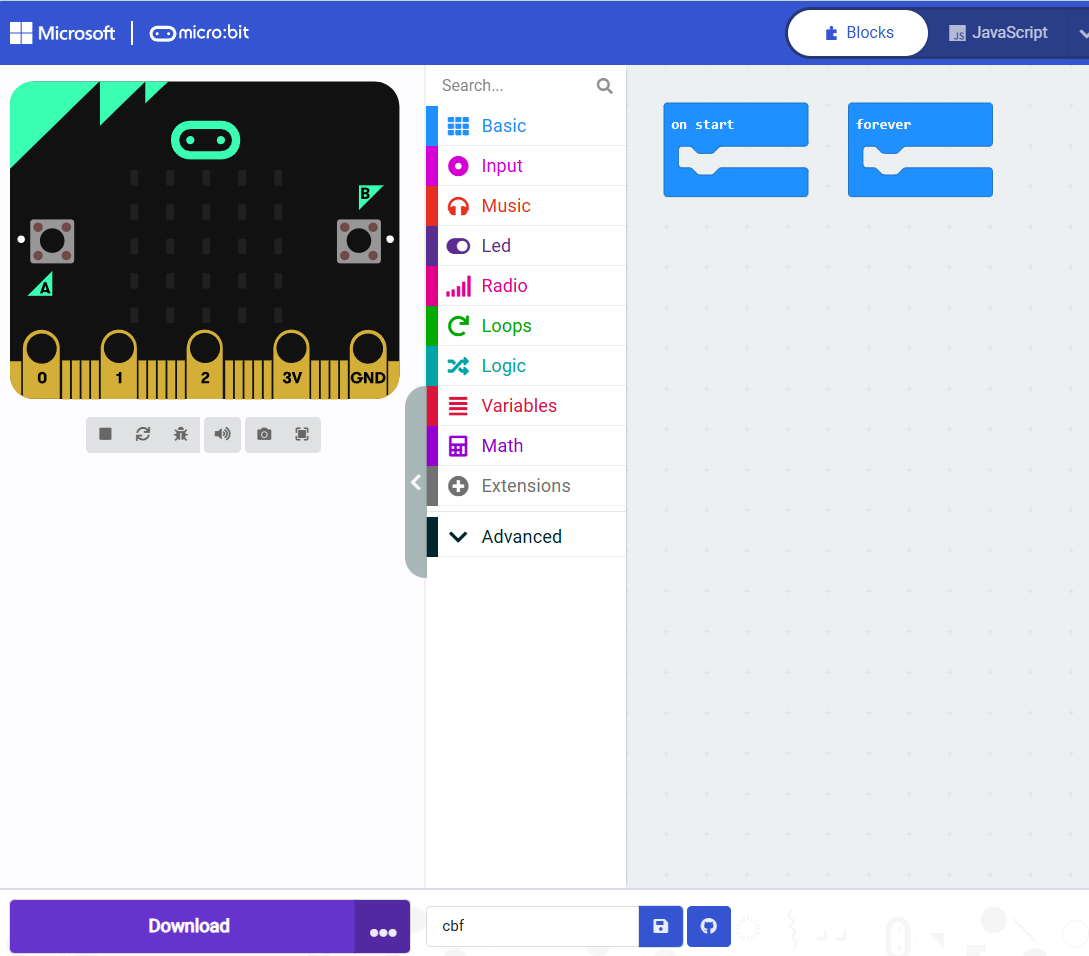 Microsoft
micro:bit
Blocks
JS JavaScript
Search...
Basic
Input
Music
Led
Radio
Loops
Logic
Variables
Math
Extensions
Advanced
on start
forever
B
A
0 1 2 3V GND
Download
cbf